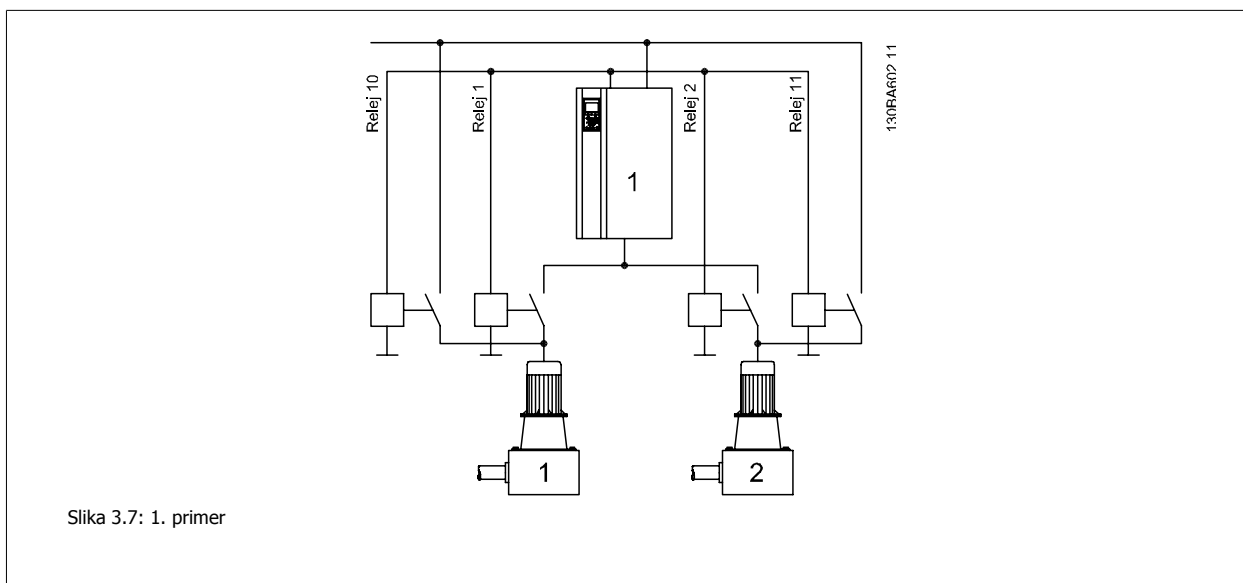 Relej 10
Relej 1
Relej 2
Relej 11
130BA602.11
1
1
2
Slika 3.7: 1. primer